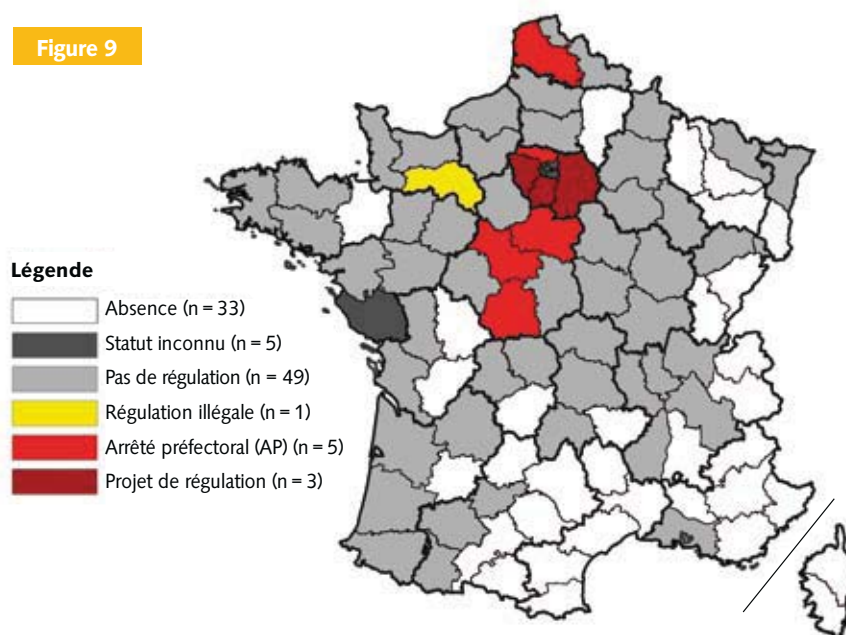 Figure 9
Légende
Absence (n = 33)
Statut inconnu (n = 5)
Pas de régulation (n = 49)
Régulation illégale (n = 1)
Arrêté préfectoral (AP) (n = 5)
Projet de régulation (n = 3)